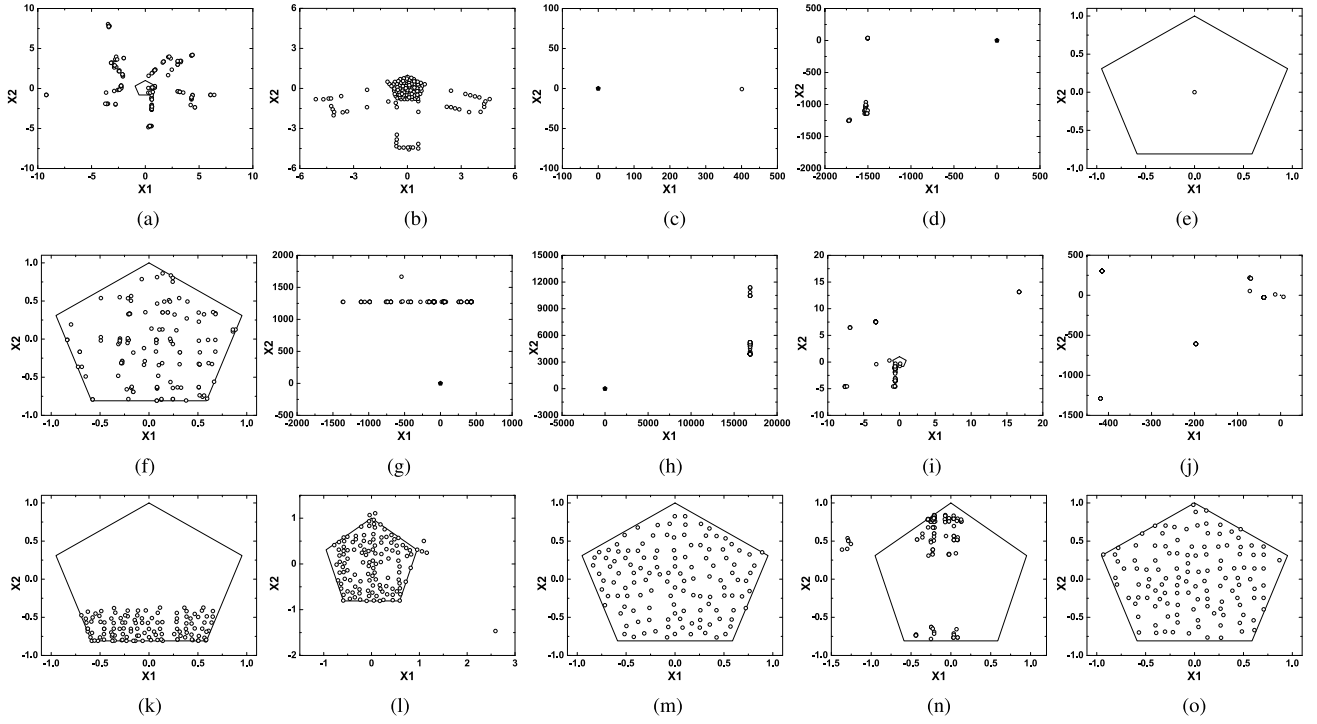 10
5
0
-5
-10
X2
-10 -5 0 5 10
X1
(a)
6
3
0
-3
-6
X2
-6 -3 0 3 6
X1
(b)
100
50
0
-50
-100
X2
-100 0 100 200 300 400 500
X1
(c)
500
0
-500
-1000
-1500
-2000
X2
-2000 -1500 -1000 -500 0 500
X1
(d)
1.0
0.5
0.0
-0.5
-1.0
X2
-1.0 -0.5 0.0 0.5 1.0
X1
(e)
1.0
0.5
0.0
-0.5
-1.0
X2
-1.0 -0.5 0.0 0.5 1.0
X1
(f)
2000
1500
1000
500
0
-500
X2
-2000 -1500 -1000 -500 0 500 1000
X1
(g)
15000
12000
9000
6000
3000
0
-3000
X2
-5000 0 5000 10000 15000 20000
X1
(h)
20
15
10
5
0
-5
-10
X2
-10 -5 0 5 10 15 20
X1
(i)
500
0
-500
-1000
-1500
X2
-400 -300 -200 -100 0
X1
(j)
1.0
0.5
0.0
-0.5
-1.0
X2
-1.0 -0.5 0.0 0.5 1.0
X1
(k)
1
0
-1
-2
X2
-1 0 1 2 3
X1
(l)
1.0
0.5
0.0
-0.5
-1.0
X2
-1.0 -0.5 0.0 0.5 1.0
X1
(m)
1.0
0.5
0.0
-0.5
-1.0
X2
-1.5 -1.0 -0.5 0.0 0.5 1.0
X1
(n)
1.0
0.5
0.0
-0.5
-1.0
X2
-1.0 -0.5 0.0 0.5 1.0
X1
(o)